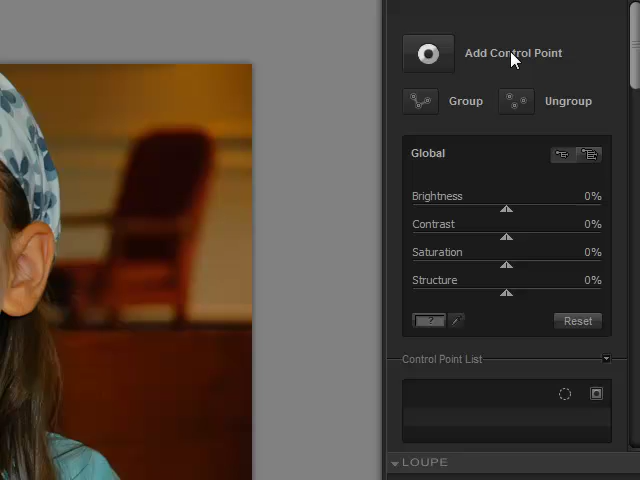 Add Control Point
Group
Ungroup
Global
Brightness 0%
Contrast 0%
Saturation 0%
Structure 0%
?
Reset
Control Point List
LOUPE